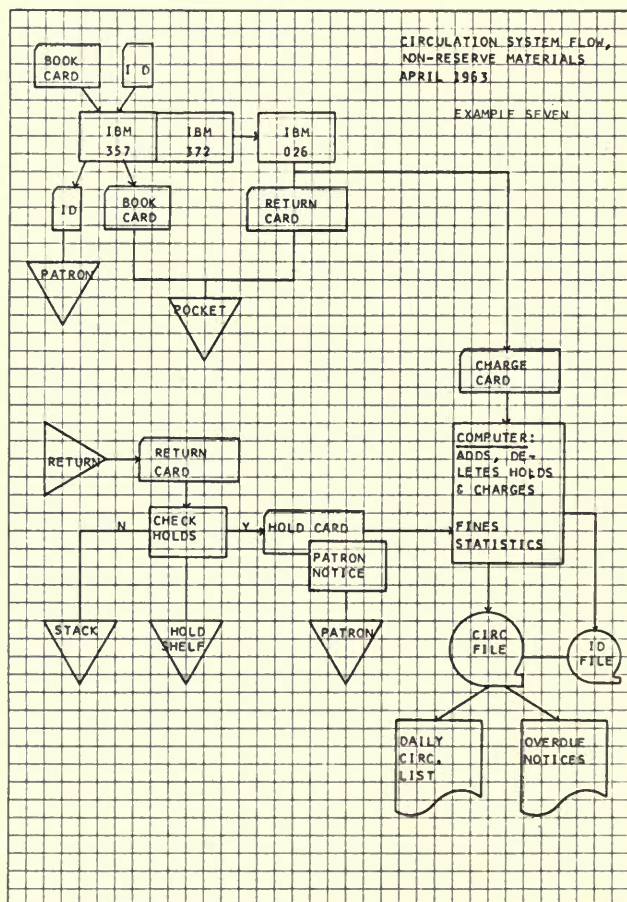 CIRCULATION SYSTEM FLOW,
NON-RESERVE MATERIALS
APRIL 1963
EXAMPLE SEVEN
BOOK
CARD
ID
IBM
357
IBM
372
IBM
026
ID
BOOK
CARD
RETURN
CARD
PATRON
POCKET
CHARGE
CARD
RETURN
RETURN
CARD
COMPUTER:
ADDS, DE-
LETES HOLDS
& CHARGES
FINES
STATISTICS
N
CHECK
HOLDS
Y
HOLD CARD
PATRON
NOTICE
STACK
HOLD
SHELF
PATRON
CIRC
FILE
ID
FILE
DAILY
CIRC.
LIST
OVERDUE
NOTICES